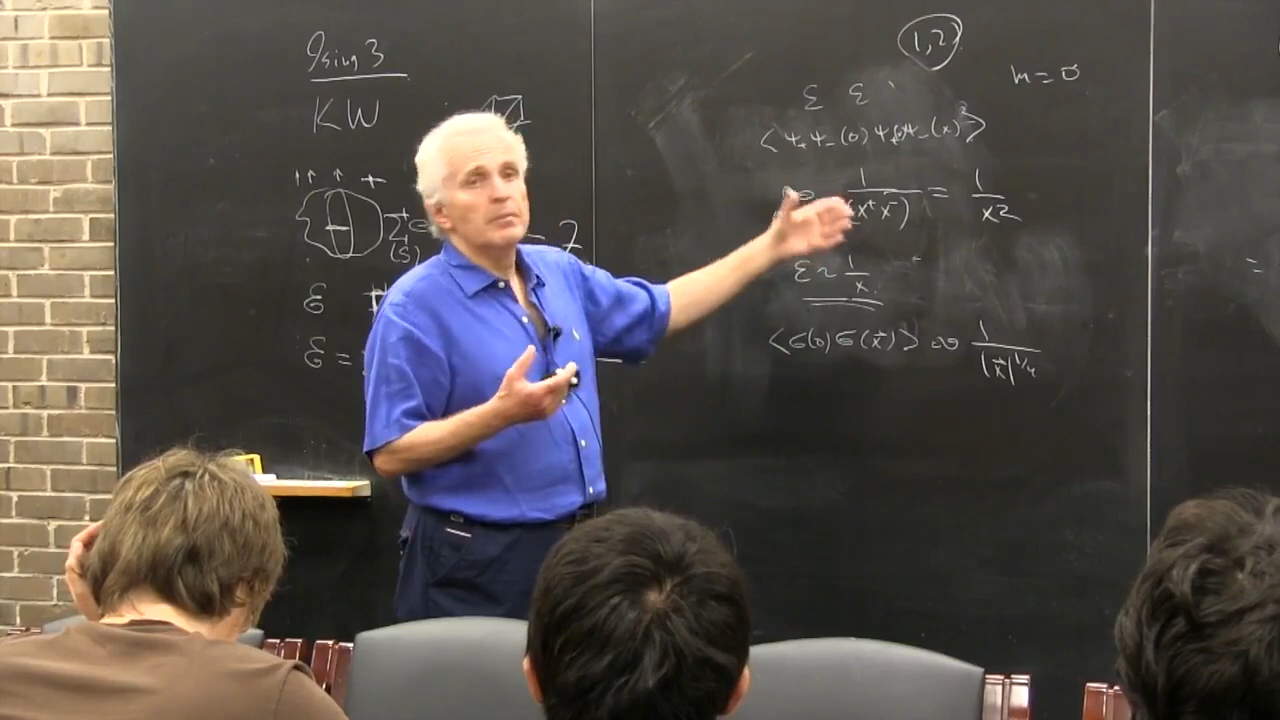 Ising 3
KW
↑ ↑ ↑ +
Σ
(S)
= Z
ε
ε =
1,2
m = 0
ε ε
⟨ψ₊ψ₋(0) ψ₊ψ₋(x)⟩
1/(x⁺x⁻) = 1/x²
ε ~ 1/x
⟨σ(0)σ(x⃗)⟩ ∞ 1/|x⃗|^{1/4}
=